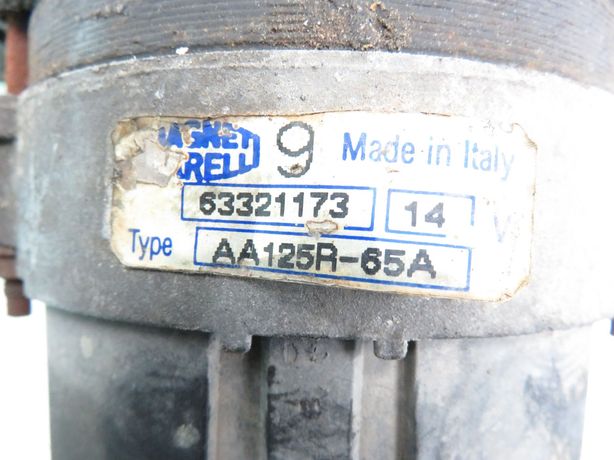 9 Made in Italy
63321173 14 V
Type AA125R-65A